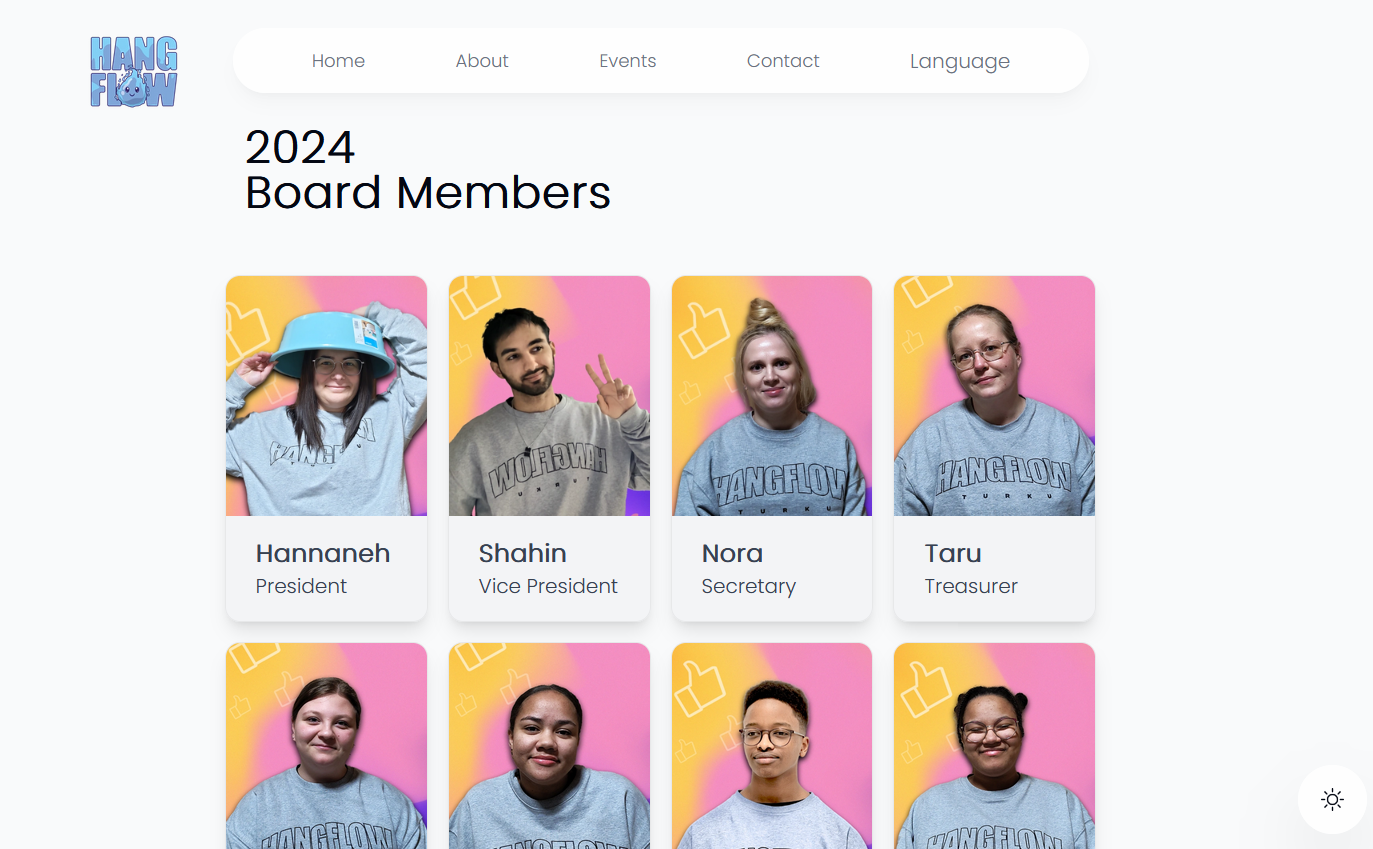 HANG
FLOW
Home About Events Contact Language
2024
Board Members
HANGFLOW
HANGFLOW
TURKU
HANGFLOW
TURKU
HANGFLOW
TURKU
Hannaneh Shahin Nora Taru
President Vice President Secretary Treasurer
HANGFLOW
HANGFLOW
HANGFLOW